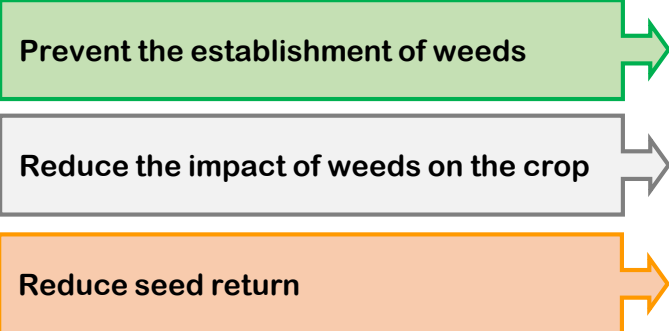 Prevent the establishment of weeds
Reduce the impact of weeds on the crop
Reduce seed return